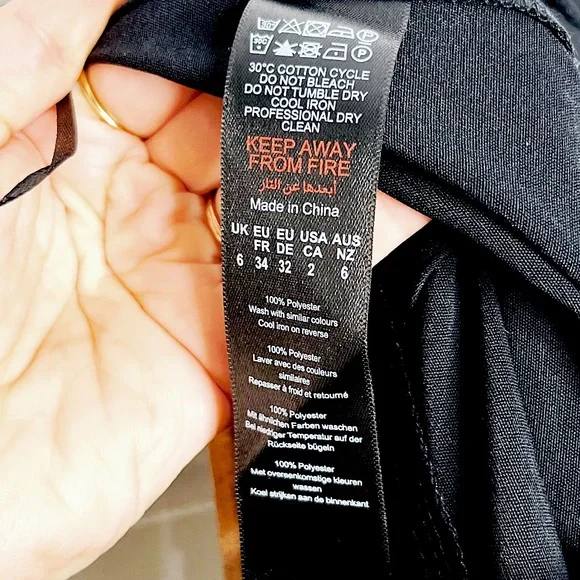 30°C COTTON CYCLE
DO NOT BLEACH
DO NOT TUMBLE DRY
COOL IRON
PROFESSIONAL DRY
CLEAN
KEEP AWAY
FROM FIRE
أبعدها عن النار
Made in China
UK EU EU USA AUS
FR DE CA NZ
6 34 32 2 6
100% Polyester
Wash with similar colours
Cool iron on reverse
100% Polyester
Laver avec des couleurs
similaires
Repasser à froid et retourné
100% Polyester
Mit ähnlichen Farben waschen
Bei niedriger Temperatur auf der
Rückseite bügeln
100% Polyester
Met overeenkomstige kleuren
wassen
Koel strijken aan de binnenkant